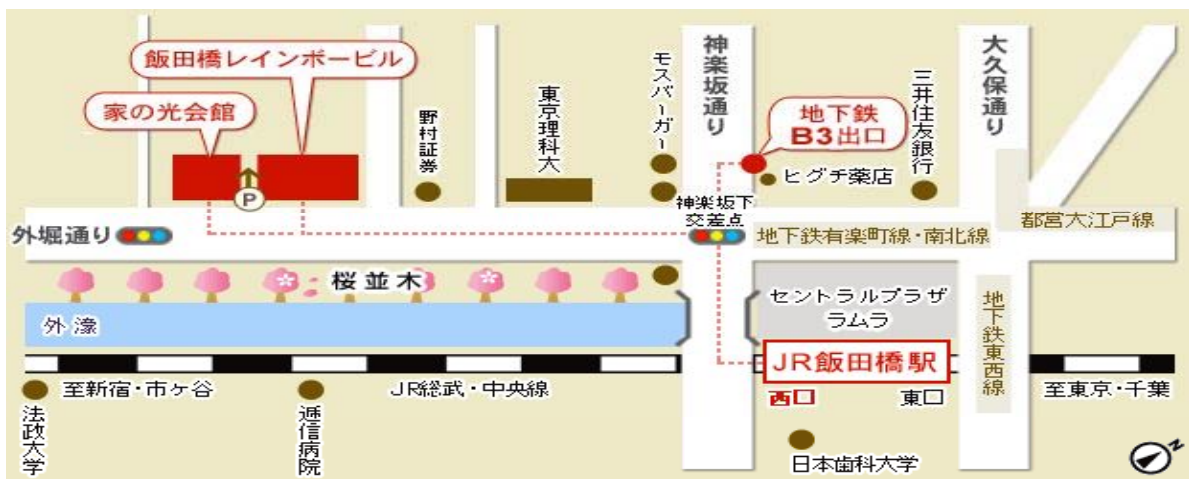 飯田橋レインボービル
家の光会館
野村証券
東京理科大
モスバーガー
神楽坂通り
地下鉄
B3出口
ヒグチ薬店
三井住友銀行
大久保通り
P
外堀通り
神楽坂下
交差点
地下鉄有楽町線・南北線
都営大江戸線
桜並木
外濠
セントラルプラザ
ラムラ
地下鉄東西線
JR飯田橋駅
至新宿・市ヶ谷
JR総武・中央線
西口
東口
至東京・千葉
法政大学
逓信病院
日本歯科大学
N